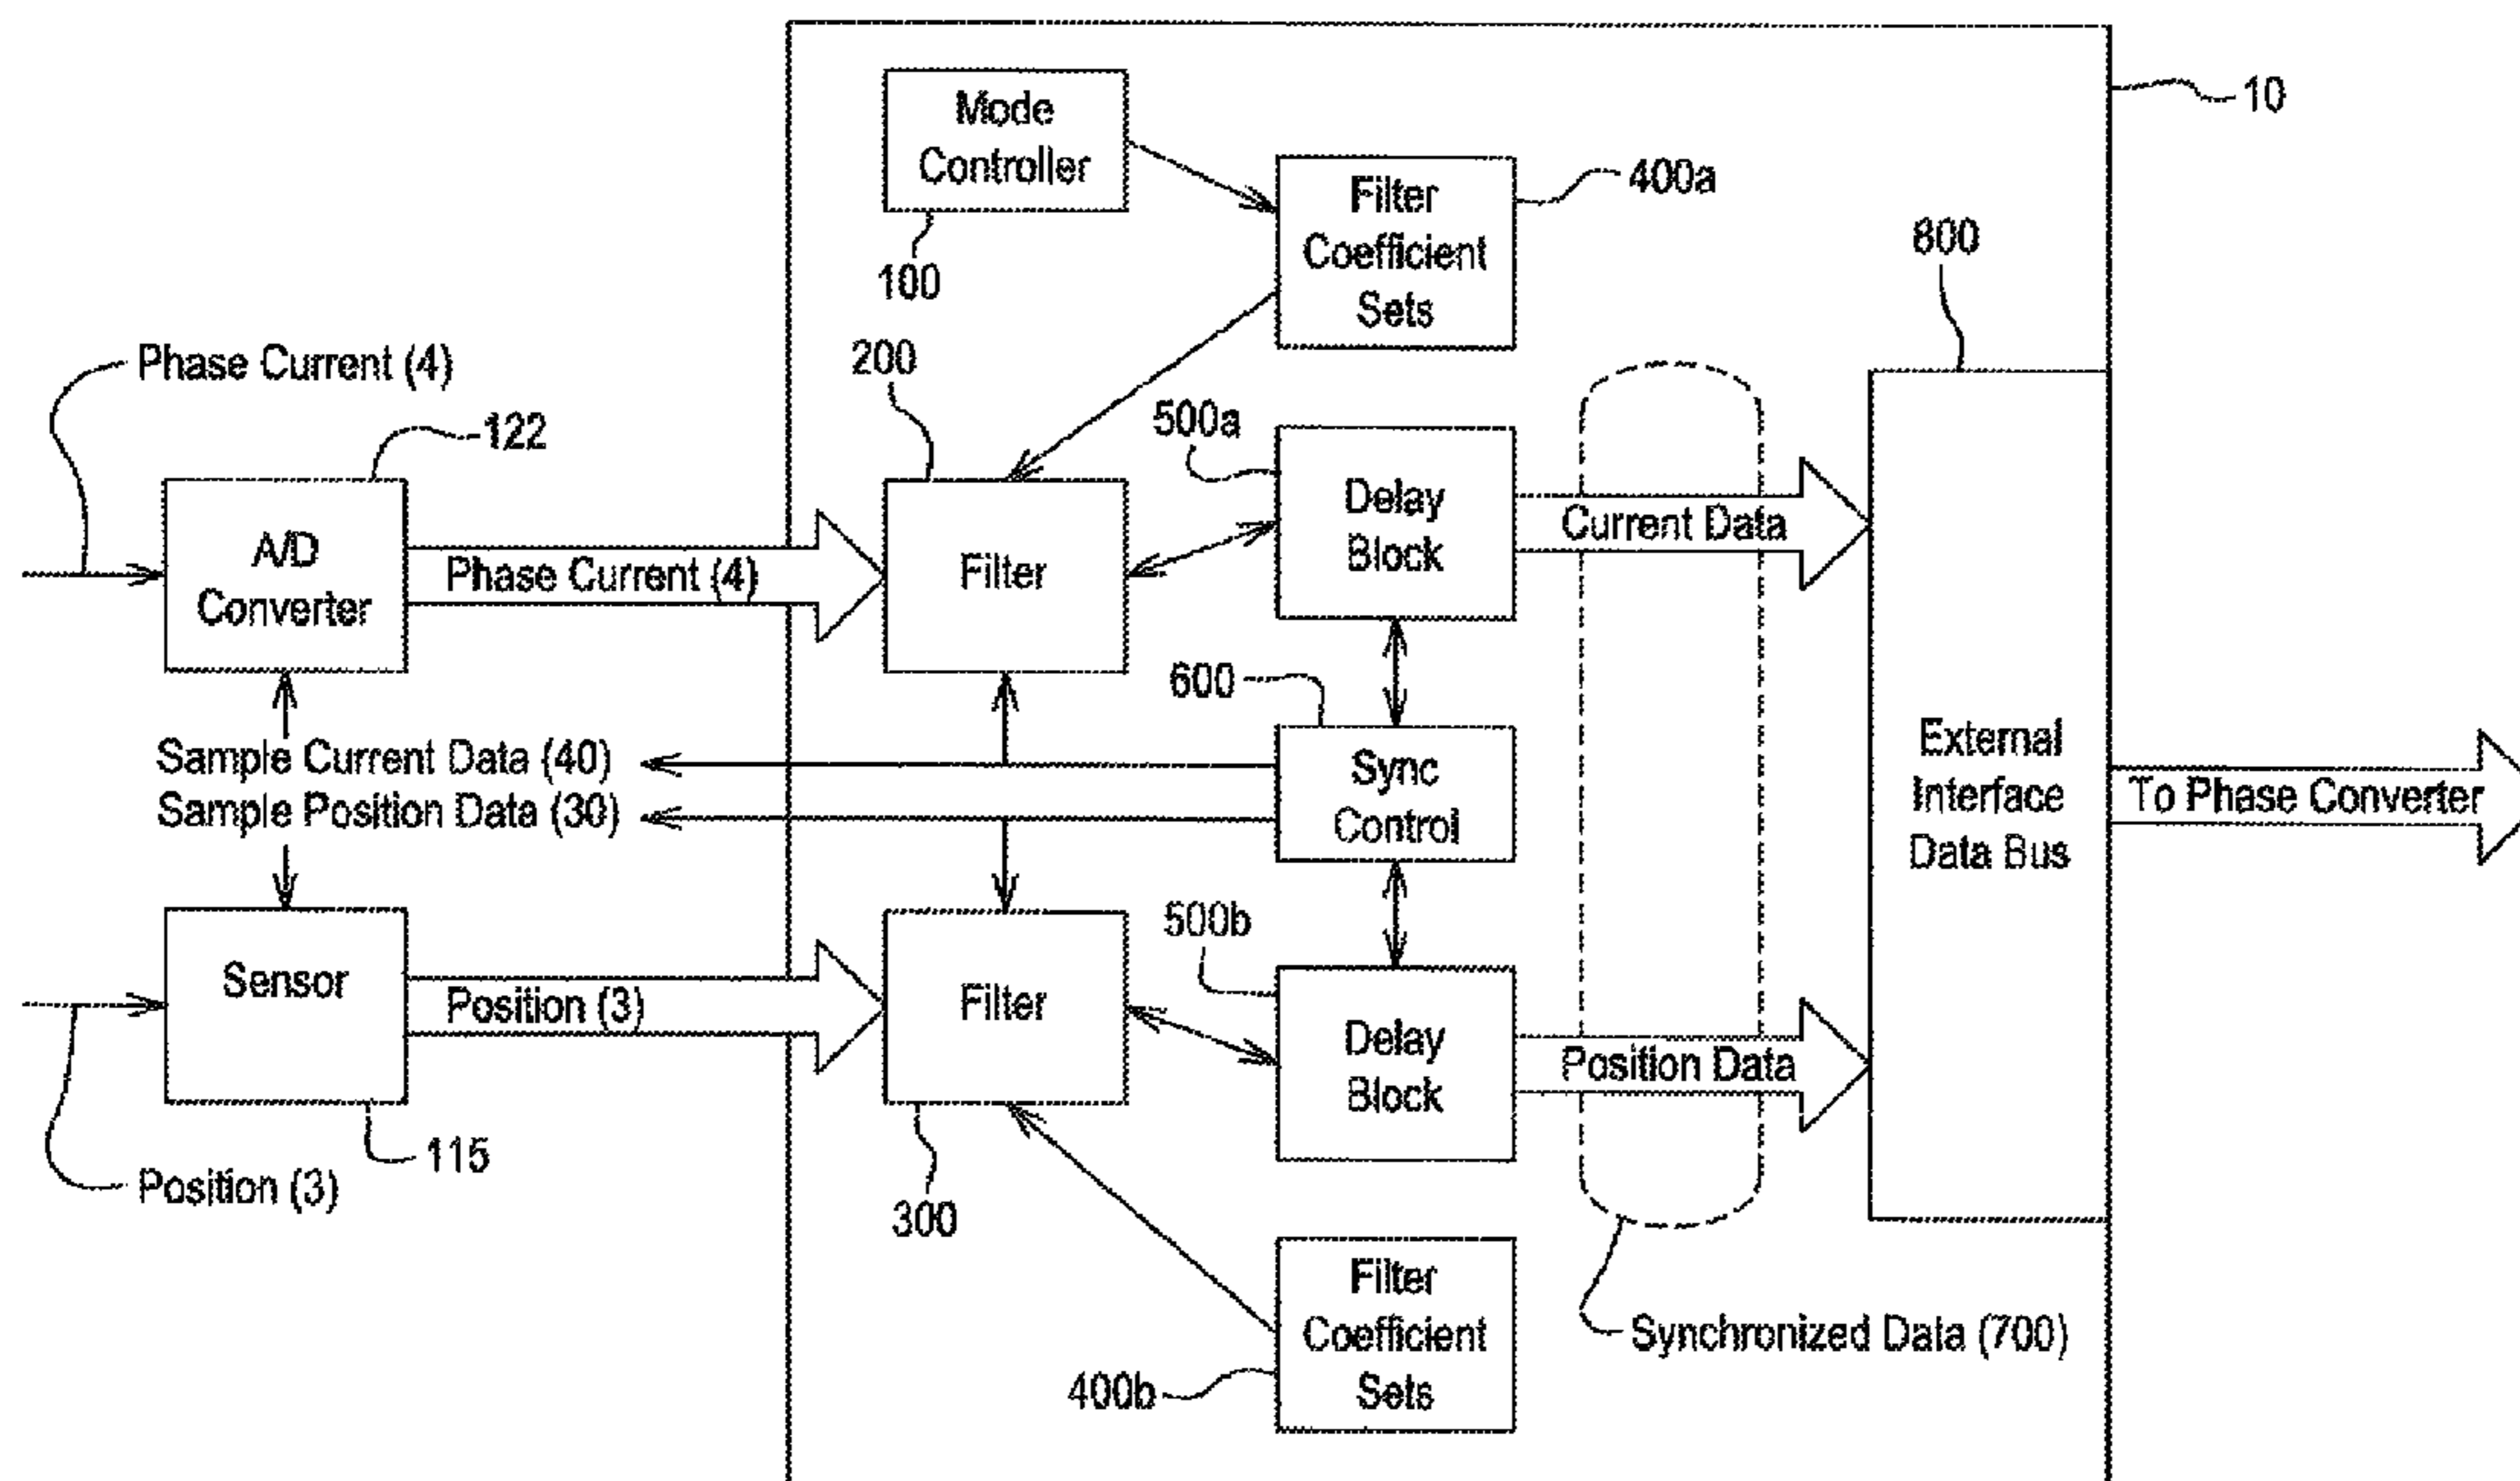 Mode
Controller
100
10
Filter
Coefficient
Sets
400a
800
Phase Current (4)
122
200
500a
A/D
Converter
Phase Current (4)
Filter
Delay
Block
Current Data
600
Sample Current Data (40)
Sample Position Data (30)
Sync
Control
External
Interface
Data Bus
To Phase Converter
500b
Sensor
Position (3)
Filter
Delay
Block
Position Data
115
Position (3)
300
Filter
Coefficient
Sets
400b
Synchronized Data (700)